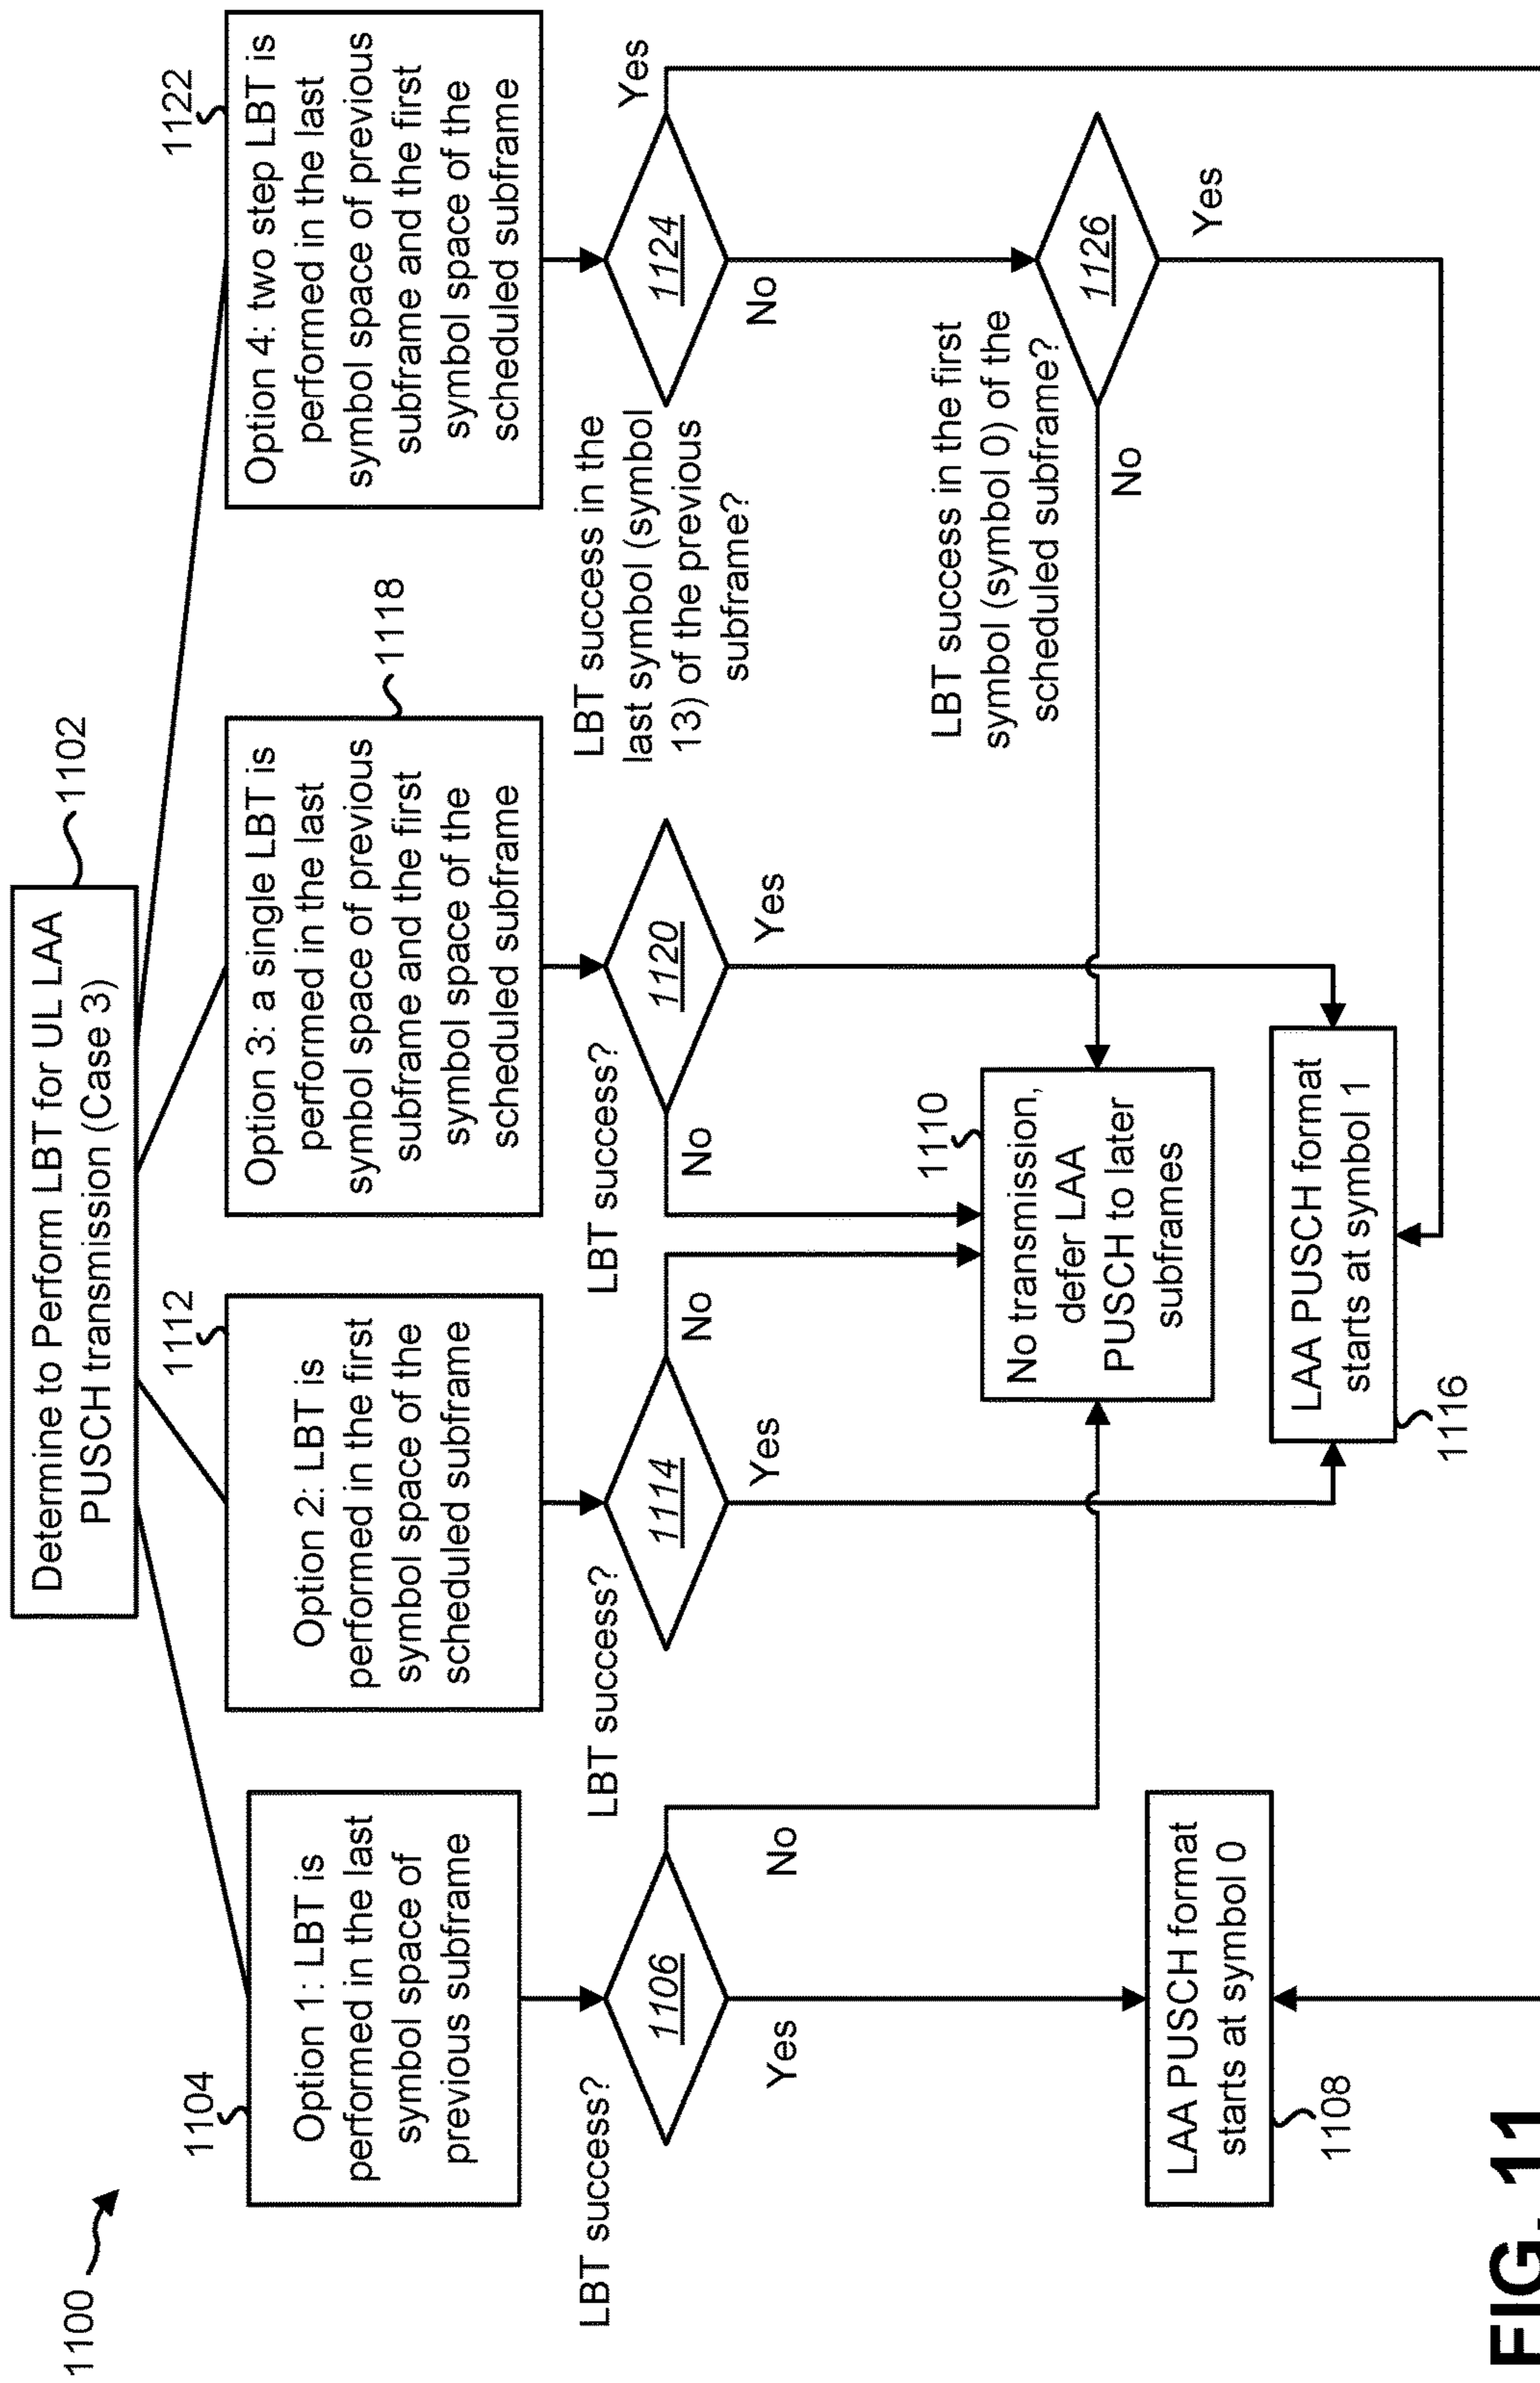 1100
Determine to Perform LBT for UL LAA
PUSCH transmission (Case 3)
1102
1104
Option 1: LBT is
performed in the last
symbol space of
previous subframe
1112
Option 2: LBT is
performed in the first
symbol space of the
scheduled subframe
Option 3: a single LBT is
performed in the last
symbol space of previous
subframe and the first
symbol space of the
scheduled subframe
1118
1122
Option 4: two step LBT is
performed in the last
symbol space of previous
subframe and the first
symbol space of the
scheduled subframe
LBT success?
1106
Yes
No
LBT success?
1114
Yes
No
LBT success?
1120
No
Yes
LBT success in the
last symbol (symbol
13) of the previous
subframe?
1124
Yes
No
LBT success in the first
symbol (symbol 0) of the
scheduled subframe?
1126
No
Yes
1110
No transmission,
defer LAA
PUSCH to later
subframes
LAA PUSCH format
starts at symbol 0
1108
LAA PUSCH format
starts at symbol 1
1116
FIG. 11